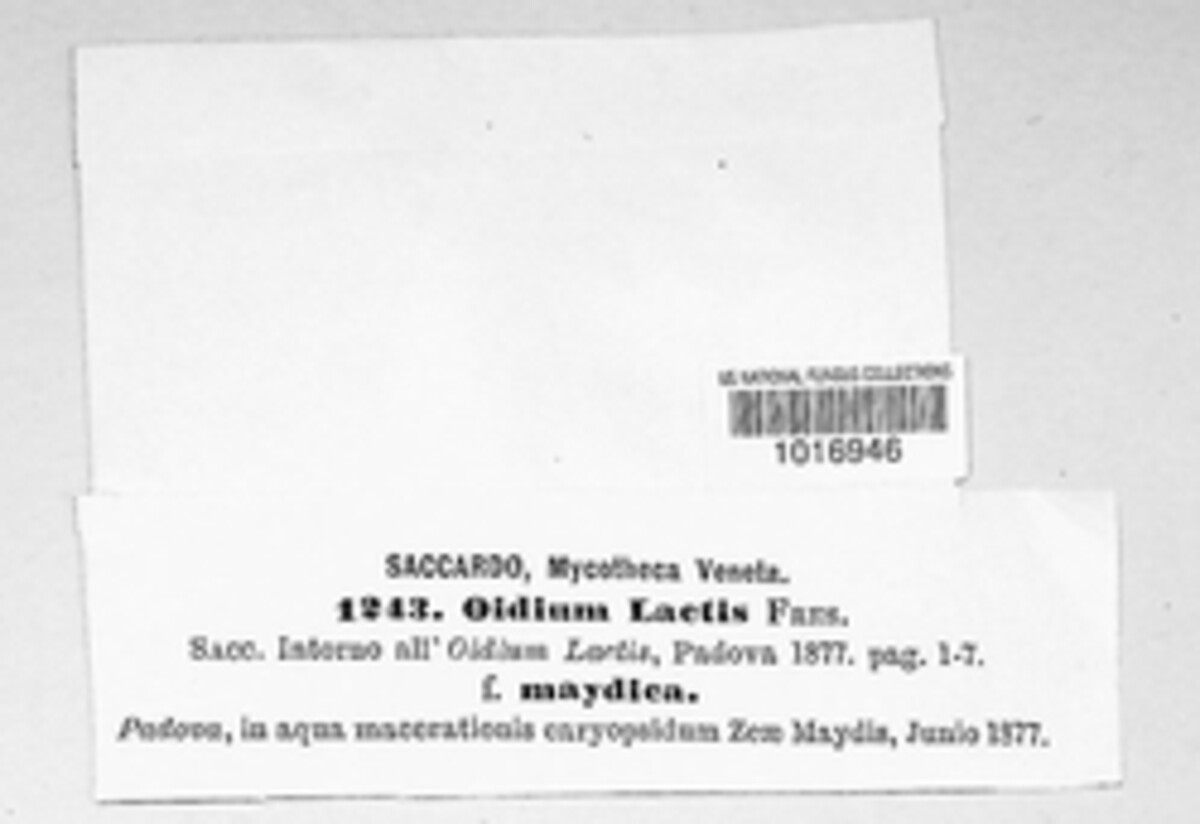 US NATIONAL FUNGUS COLLECTIONS
1016946
SACCARDO, Mycotheca Veneta.
1243. Oidium Lactis Fres.
Sacc. Intorno all' Oidium Lactis, Padova 1877. pag. 1-7.
f. maydica.
Padova, in aqua macerationis caryopsidum Zeæ Maydis, Junio 1877.